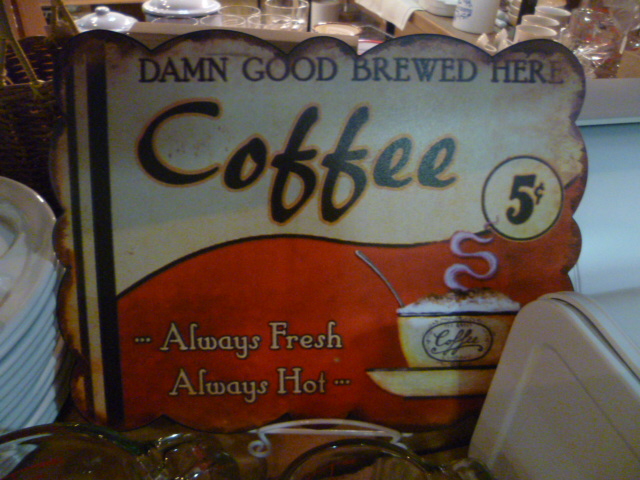 DAMN GOOD BREWED HERE
Coffee
5¢
Coffee
... Always Fresh
Always Hot ...